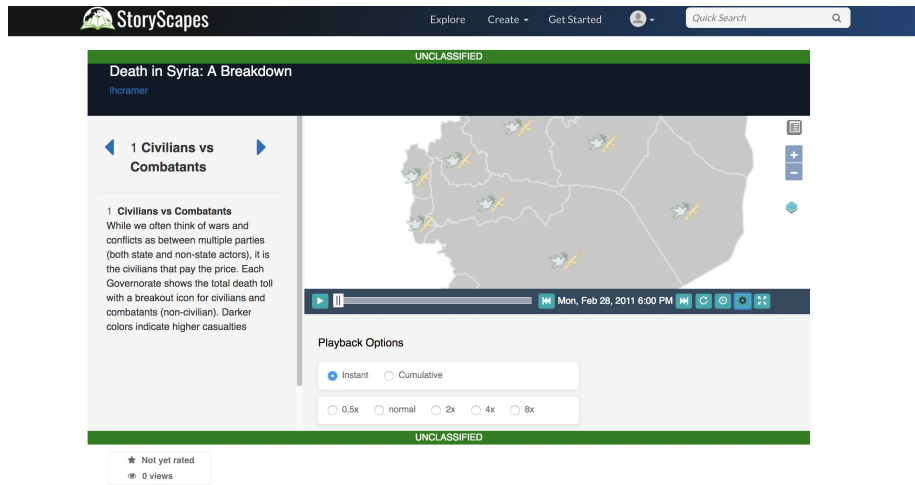 StoryScapes
Explore Create Get Started Quick Search
UNCLASSIFIED
Death in Syria: A Breakdown
lhcramer
1 Civilians vs
Combatants
1 Civilians vs Combatants
While we often think of wars and
conflicts as between multiple parties
(both state and non-state actors), it is
the civilians that pay the price. Each
Governorate shows the total death toll
with a breakout icon for civilians and
combatants (non-civilian). Darker
colors indicate higher casualties
Mon, Feb 28, 2011 6:00 PM
Playback Options
Instant Cumulative
0.5x normal 2x 4x 8x
UNCLASSIFIED
Not yet rated
0 views